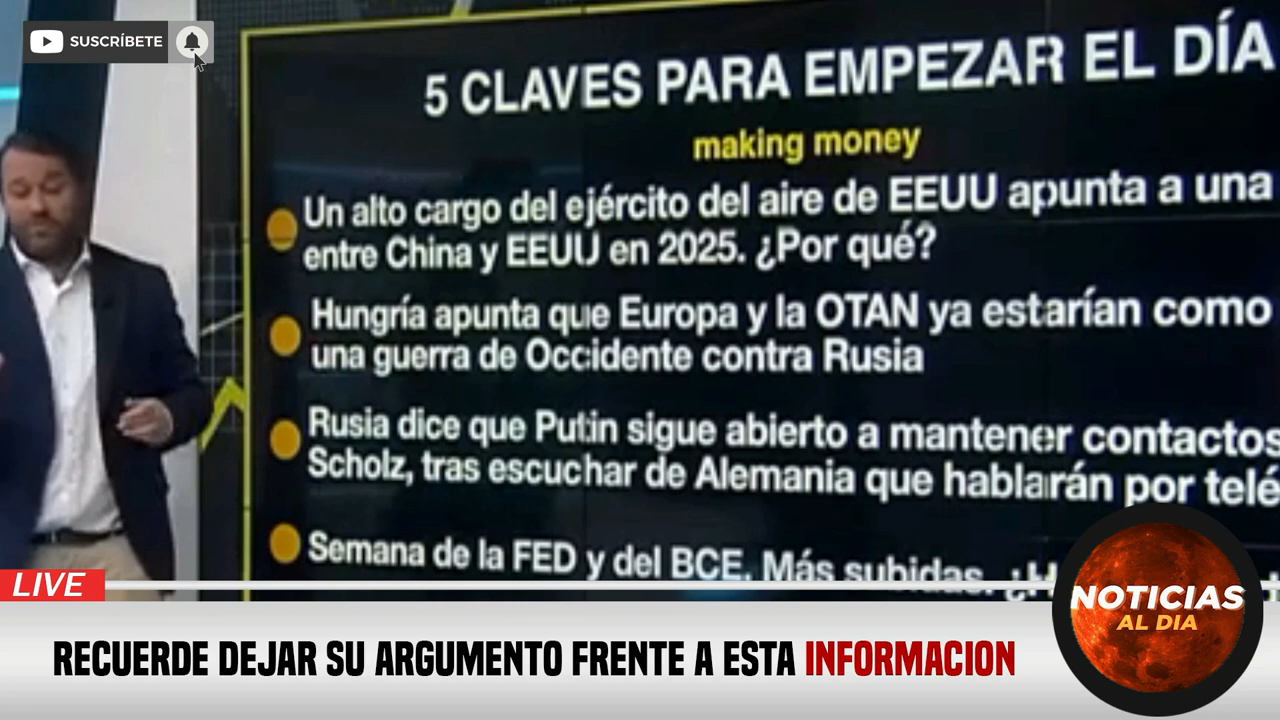 SUSCRÍBETE
5 CLAVES PARA EMPEZAR EL DÍA
making money
Un alto cargo del ejército del aire de EEUU apunta a una
entre China y EEUU en 2025. ¿Por qué?
Hungría apunta que Europa y la OTAN ya estarían como
una guerra de Occidente contra Rusia
Rusia dice que Putin sigue abierto a mantener contactos
Scholz, tras escuchar de Alemania que hablarán por telé
Semana de la FED y del BCE. Más subidas.
LIVE
NOTICIAS
AL DIA
RECUERDE DEJAR SU ARGUMENTO FRENTE A ESTA INFORMACION